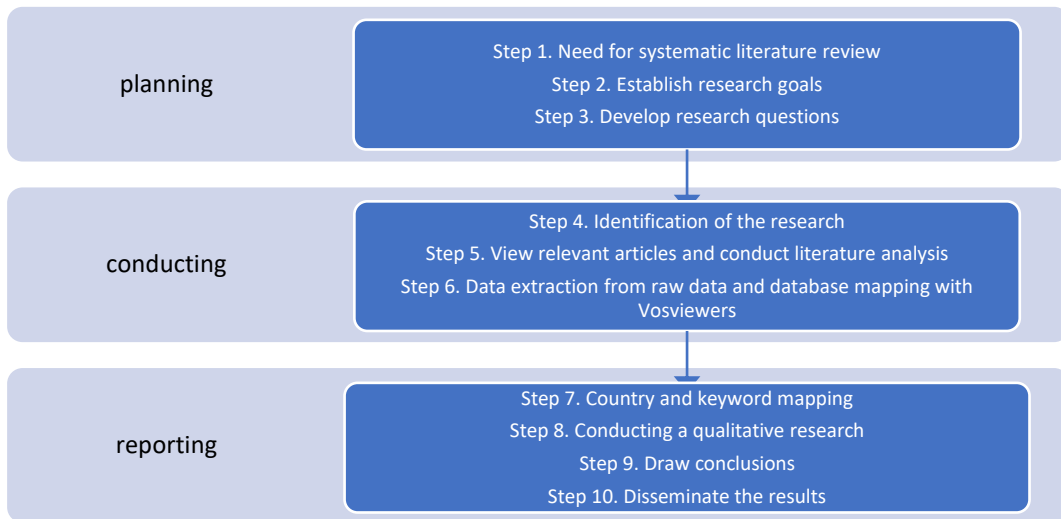 planning
Step 1. Need for systematic literature review
Step 2. Establish research goals
Step 3. Develop research questions
conducting
Step 4. Identification of the research
Step 5. View relevant articles and conduct literature analysis
Step 6. Data extraction from raw data and database mapping with
Vosviewers
reporting
Step 7. Country and keyword mapping
Step 8. Conducting a qualitative research
Step 9. Draw conclusions
Step 10. Disseminate the results